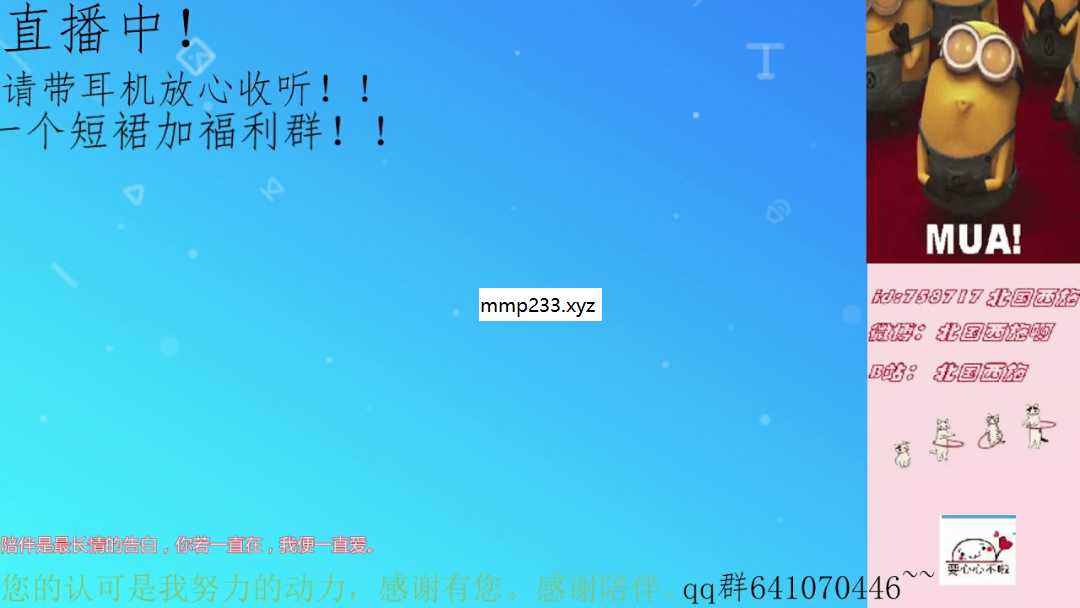 直播中！
请带耳机放心收听！！
一个短裙加福利群！！
MUA!
mmp233.xyz
id:758717 北国西施
微博：北国西施啊
B站：北国西施
陪伴是最长情的告白，你若一直在，我便一直爱。
要心心不啦
您的认可是我努力的动力，感谢有您。感谢陪伴。qq群641070446~~